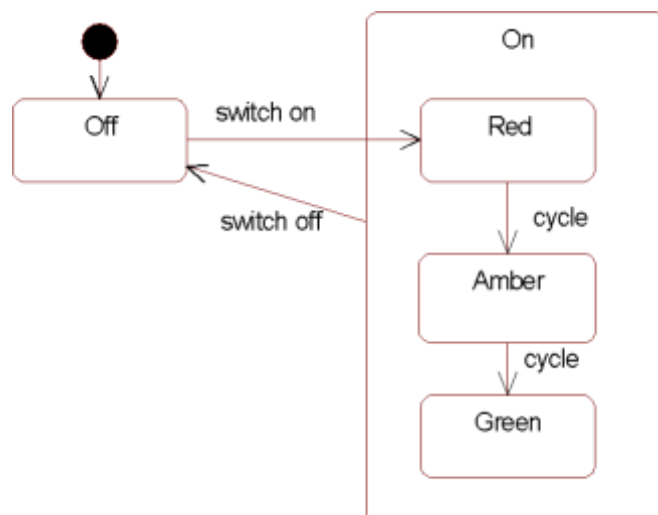 On
Off
switch on
Red
switch off
cycle
Amber
cycle
Green